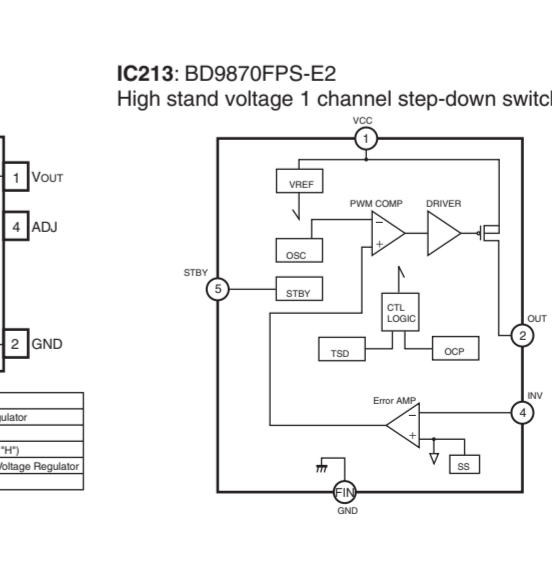 IC213: BD9870FPS-E2
High stand voltage 1 channel step-down
VCC
1
VREF
PWM COMP
DRIVER
−
+
OSC
STBY
5
STBY
CTL
LOGIC
TSD
OCP
OUT
2
Error AMP
−
+
INV
4
SS
FIN
GND
1 VOUT
4 ADJ
2 GND
"H")
Voltage Regulator